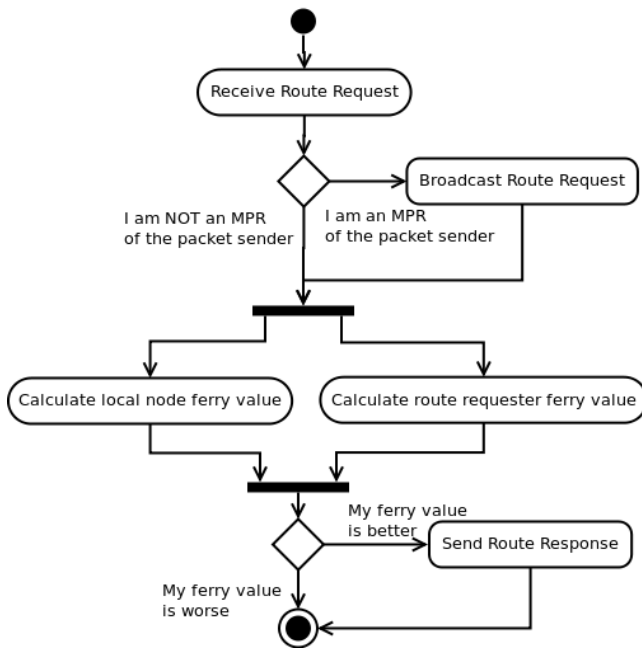 Receive Route Request
Broadcast Route Request
I am NOT an MPR
of the packet sender
I am an MPR
of the packet sender
Calculate local node ferry value
Calculate route requester ferry value
My ferry value
is better
Send Route Response
My ferry value
is worse